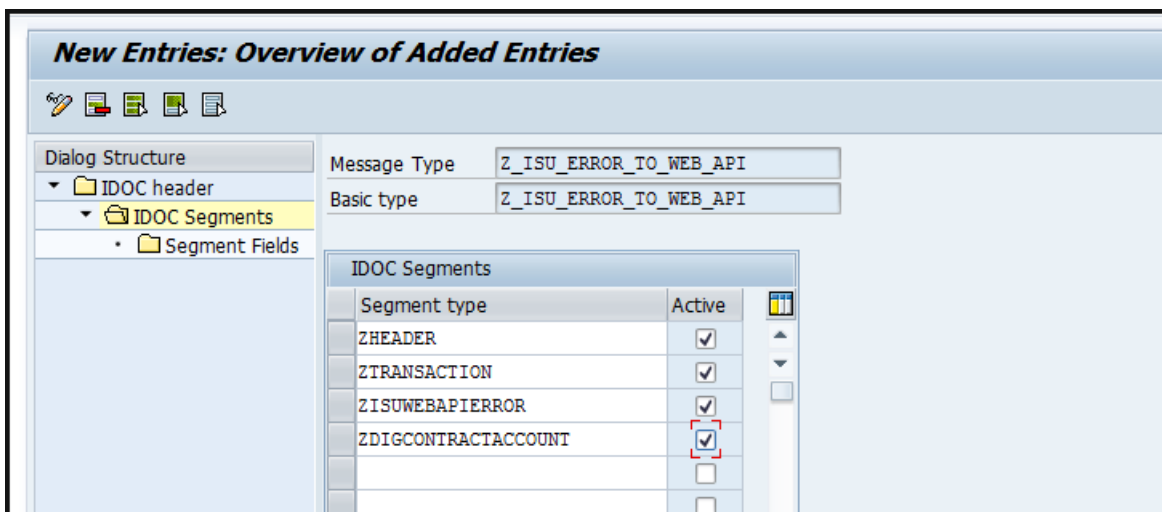 New Entries: Overview of Added Entries
Dialog Structure
IDOC header
IDOC Segments
Segment Fields
Message Type Z_ISU_ERROR_TO_WEB_API
Basic type Z_ISU_ERROR_TO_WEB_API
IDOC Segments
Segment type Active
ZHEADER
ZTRANSACTION
ZISUWEBAPIERROR
ZDIGCONTRACTACCOUNT